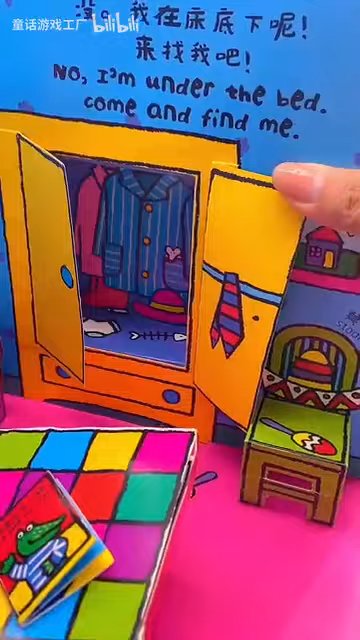 童话游戏工厂 bilibili
没。我在床底下呢！
来找我吧！
No, I'm under the bed.
come and find me.